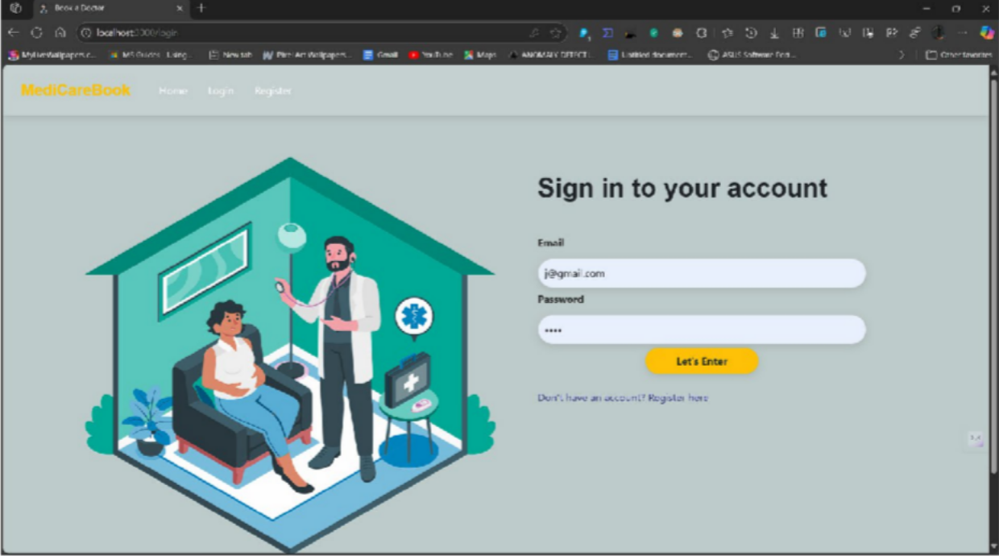 Book a Doctor
localhost:3000/login
MyLiveWallpapers.c... MS Guides - Using... New tab Pixel Art Wallpapers... Gmail YouTube Maps ANOMALY DETECT... Untitled document... ASUS Software Port... Other favorites
MediCareBook Home Login Register
Sign in to your account
Email
j@gmail.com
Password
Let's Enter
Don't have an account? Register here